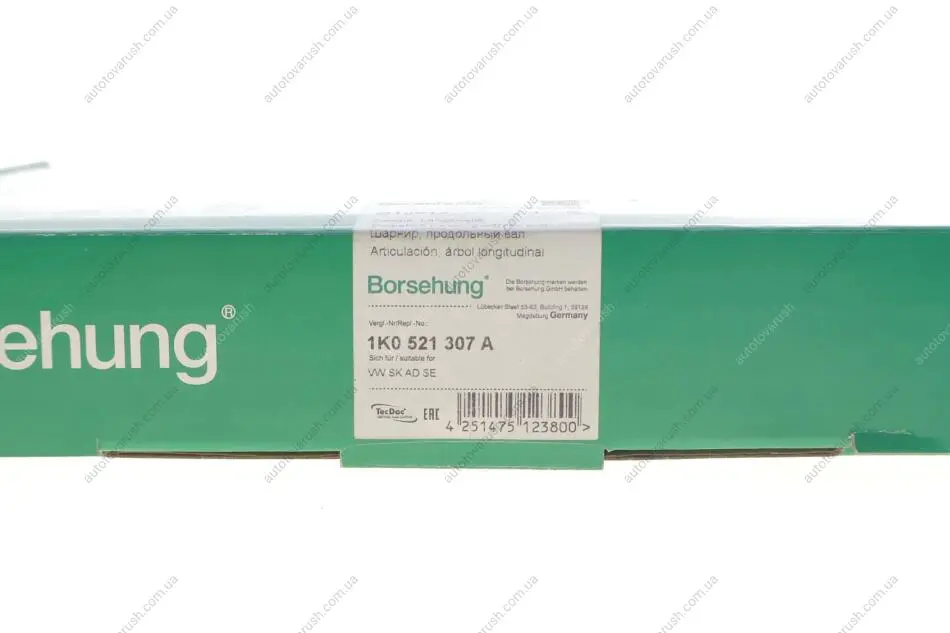 Шарнир, продольный вал
Articulación, árbol longitudinal
Borsehung®
Die Borsehung-marken werden
bei Borsehung GmbH behalten
Lübecker Steet 53-63, Building 1, 39124
Magdeburg Germany
Vergl.-Nr/Repl.-No.:
1K0 521 307 A
Sich für / suitable for
VW SK AD SE
TecDoc
EAC
4 251475 123800 >
ehung®
autotovarush.com.ua